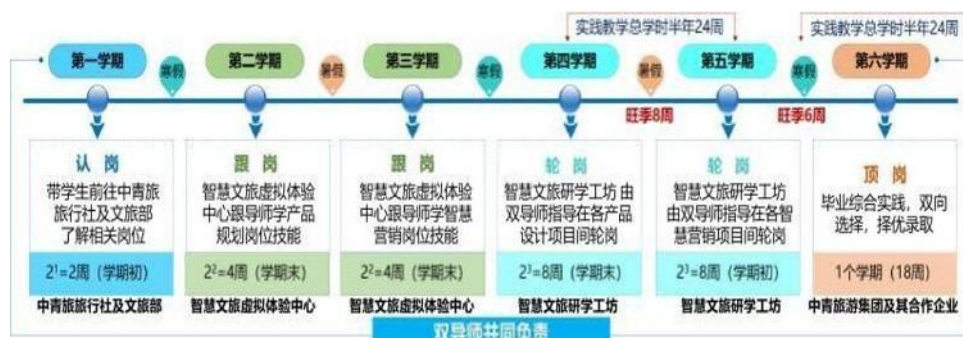 实践教学总学时半年24周
实践教学总学时半年24周
第一学期
寒假
第二学期
暑假
第三学期
寒假
第四学期
暑假
第五学期
寒假
第六学期
旺季8周
旺季6周
认 岗
带学生前往中青旅
旅行社及文旅部
了解相关岗位
2¹=2周（学期初）
中青旅旅行社及文旅部
跟 岗
智慧文旅虚拟体验
中心跟导师学产品
规划岗位技能
2²=4周（学期末）
智慧文旅虚拟体验中心
跟 岗
智慧文旅虚拟体验
中心跟导师学智慧
营销岗位技能
2²=4周（学期末）
智慧文旅虚拟体验中心
轮 岗
智慧文旅研学工坊 由
双导师指导在各产品
设计项目间轮岗
2³=8周（学期末）
智慧文旅研学工坊
轮 岗
智慧文旅研学工坊
由双导师指导在各智
慧营销项目间轮岗
2³=8周（学期初）
智慧文旅研学工坊
顶 岗
毕业综合实践，双向
选择，择优录取
1个学期（18周）
中青旅游集团及其合作企业
双导师共同负责